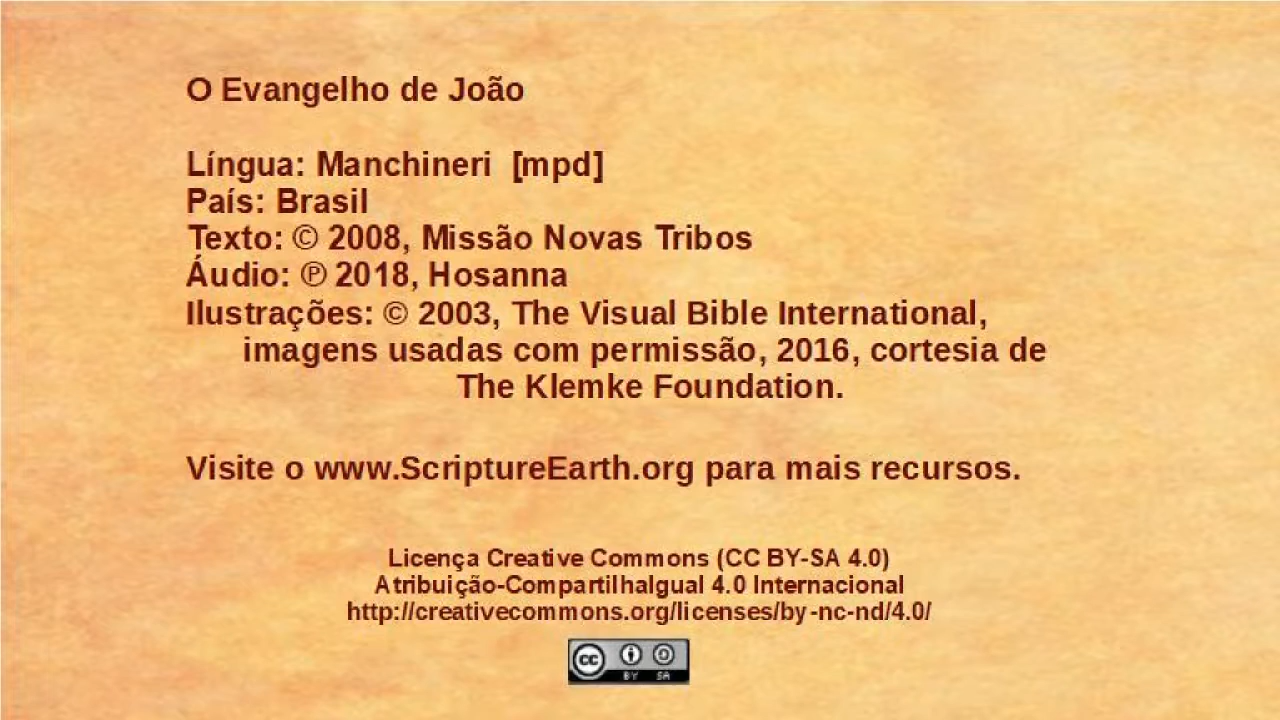 O Evangelho de João
Língua: Manchineri [mpd]
País: Brasil
Texto: © 2008, Missão Novas Tribos
Áudio: ℗ 2018, Hosanna
Ilustrações: © 2003, The Visual Bible International,
imagens usadas com permissão, 2016, cortesia de
The Klemke Foundation.
Visite o www.ScriptureEarth.org para mais recursos.
Licença Creative Commons (CC BY-SA 4.0)
Atribuição-CompartilhaIgual 4.0 Internacional
http://creativecommons.org/licenses/by-nc-nd/4.0/
cc BY SA